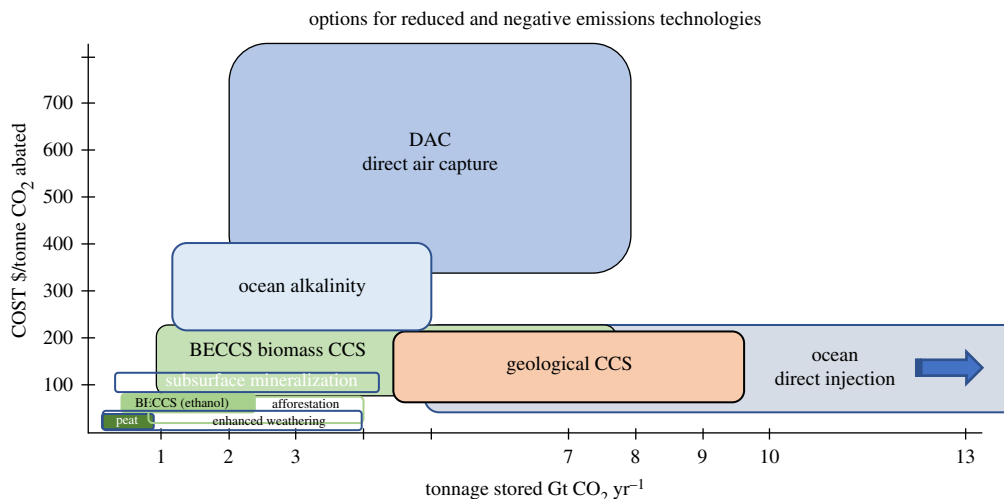 options for reduced and negative emissions technologies
COST $/tonne CO2 abated
700
600
500
400
300
200
100
DAC
direct air capture
ocean alkalinity
BECCS biomass CCS
geological CCS
ocean
direct injection
subsurface mineralization
BECCS (ethanol)
afforestation
peat
enhanced weathering
1
2
3
7
8
9
10
13
tonnage stored Gt CO2 yr−1